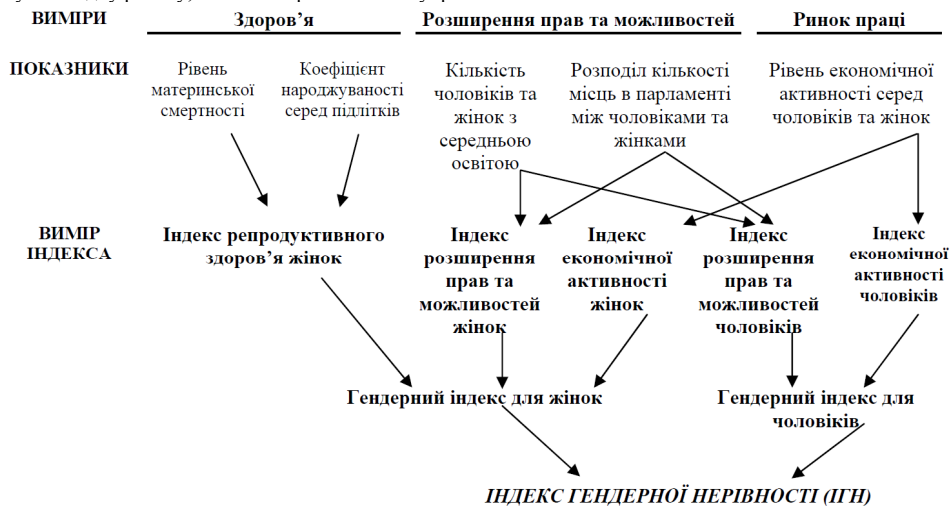 ВИМІРИ Здоров’я Розширення прав та можливостей Ринок праці
ПОКАЗНИКИ
Рівень
материнської
смертності
Коефіцієнт
народжуваності
серед підлітків
Кількість
чоловіків та
жінок з
середньою
освітою
Розподіл кількості
місць в парламенті
між чоловіками та
жінками
Рівень економічної
активності серед
чоловіків та жінок
ВИМІР
ІНДЕКСА
Індекс репродуктивного
здоров’я жінок
Індекс
розширення
прав та
можливостей
жінок
Індекс
економічної
активності
жінок
Індекс
розширення
прав та
можливостей
чоловіків
Індекс
економічної
активності
чоловіків
Гендерний індекс для жінок
Гендерний індекс для
чоловіків
ІНДЕКС ГЕНДЕРНОЇ НЕРІВНОСТІ (ІГН)